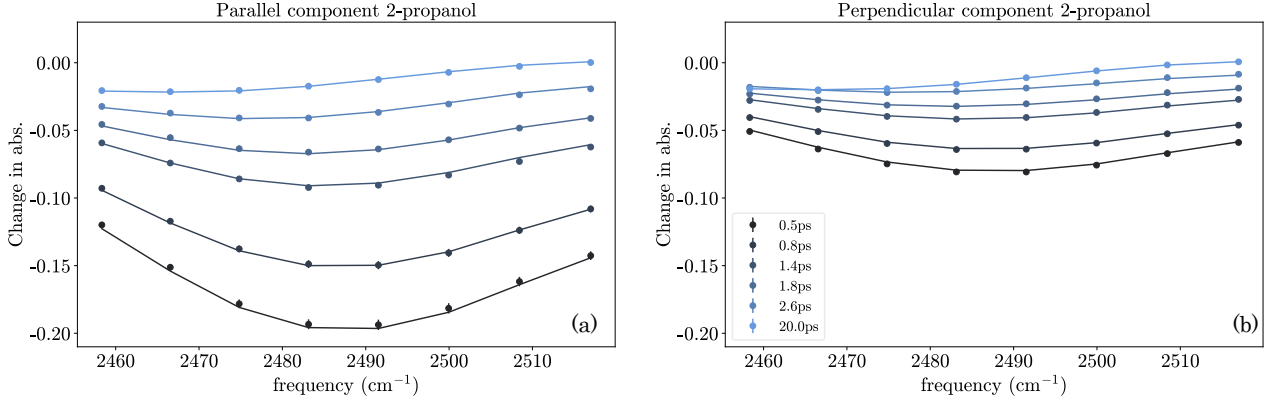 Parallel component 2-propanol
0.00
-0.05
-0.10
-0.15
-0.20
Change in abs.
2460 2470 2480 2490 2500 2510
frequency (cm⁻¹)
(a)
Perpendicular component 2-propanol
0.00
-0.05
-0.10
-0.15
-0.20
Change in abs.
0.5ps
0.8ps
1.4ps
1.8ps
2.6ps
20.0ps
2460 2470 2480 2490 2500 2510
frequency (cm⁻¹)
(b)